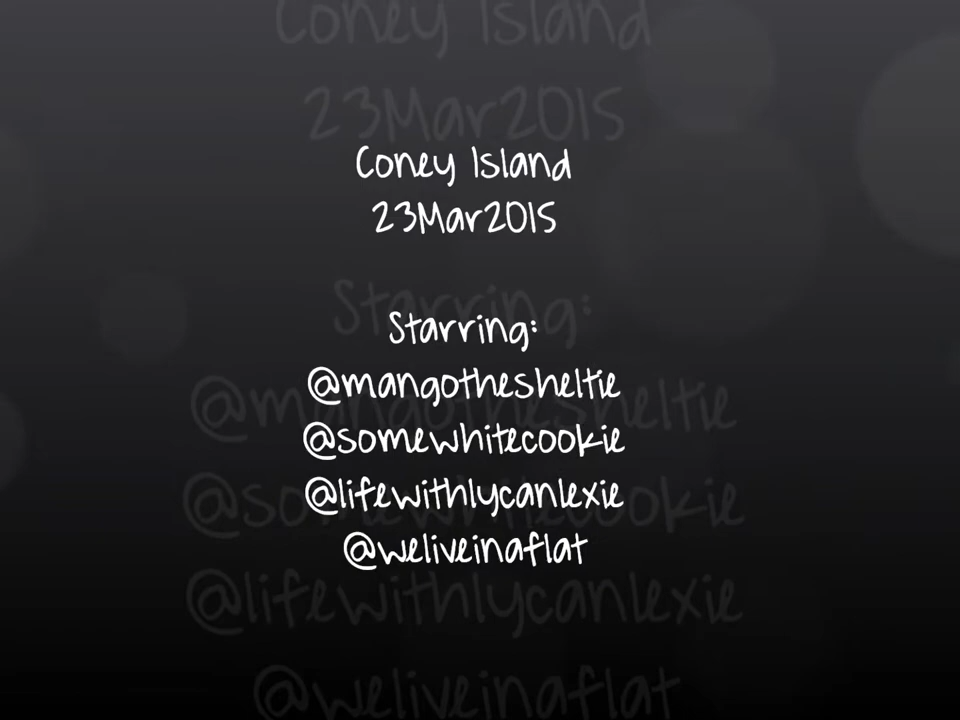 Coney Island
23Mar2015
Starring:
@mangothesheltie
@somewhitecookie
@lifewithlycanlexie
@weliveinaflat